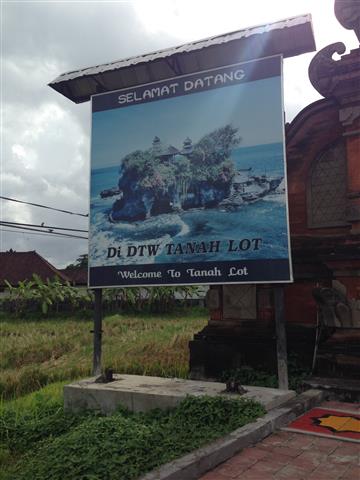 SELAMAT DATANG
Di DTW TANAH LOT
Welcome To Tanah Lot